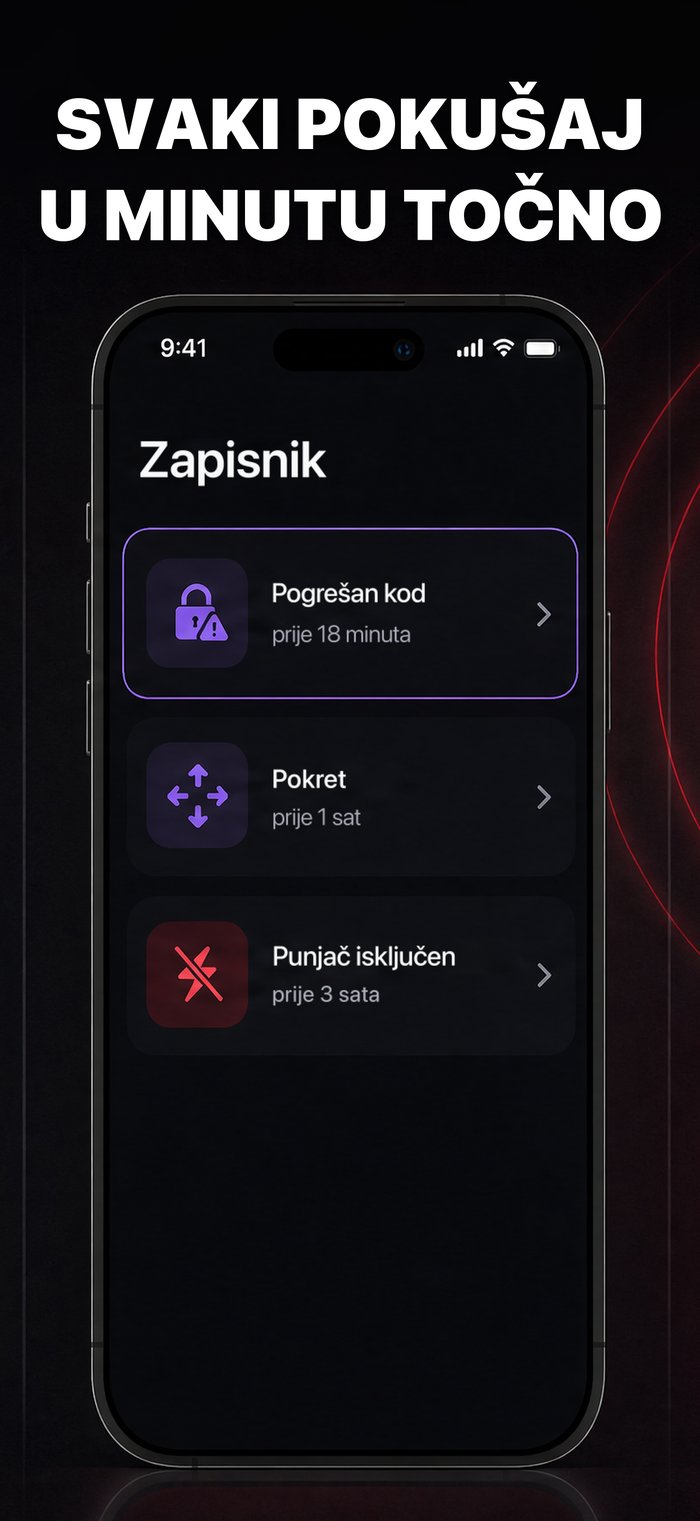 SVAKI POKUŠAJ
U MINUTU TOČNO
9:41
Zapisnik
Pogrešan kod
prije 18 minuta
Pokret
prije 1 sat
Punjač isključen
prije 3 sata